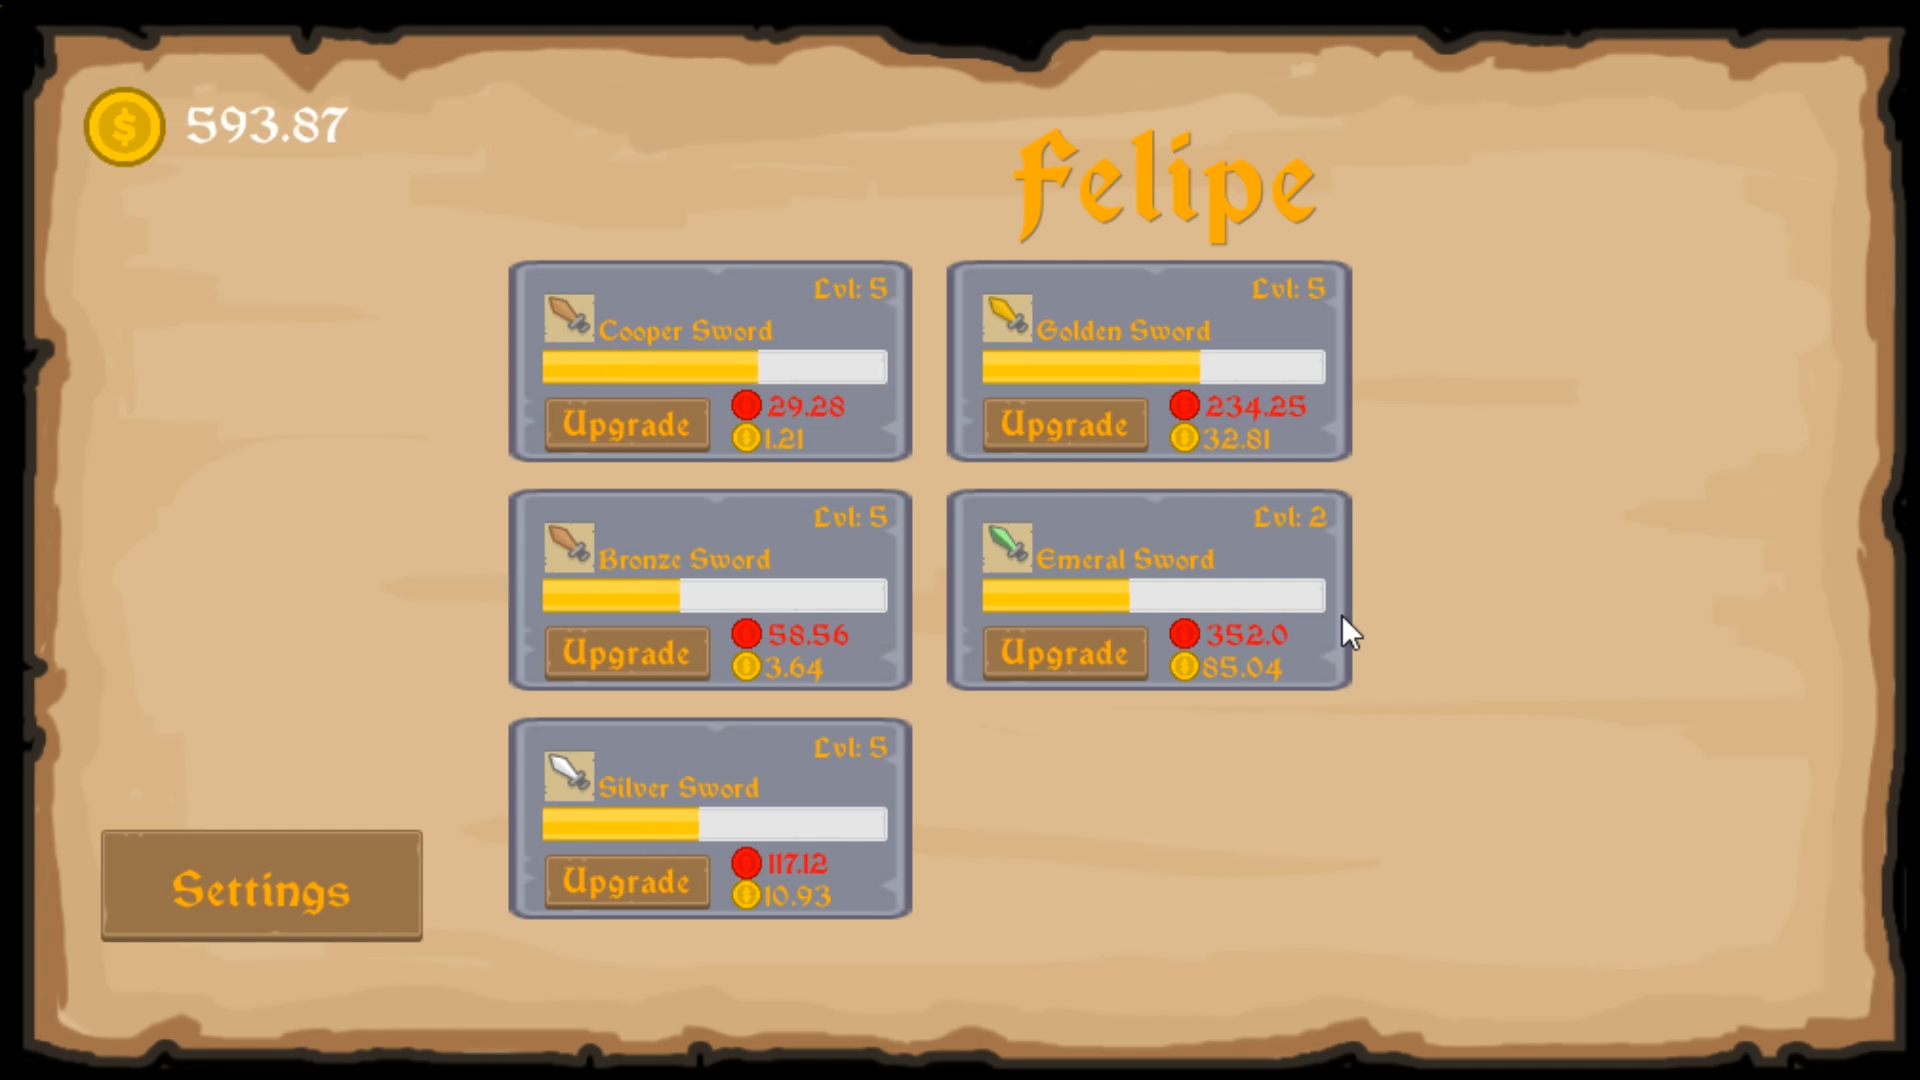 $ 593.87
Felipe
Lvl: 5
Cooper Sword
Upgrade
29.28
$ 1.21
Lvl: 5
Golden Sword
Upgrade
234.25
$ 32.81
Lvl: 5
Bronze Sword
Upgrade
58.56
$ 3.64
Lvl: 2
Emeral Sword
Upgrade
352.0
$ 85.04
Lvl: 5
Silver Sword
Upgrade
117.12
$ 10.93
Settings